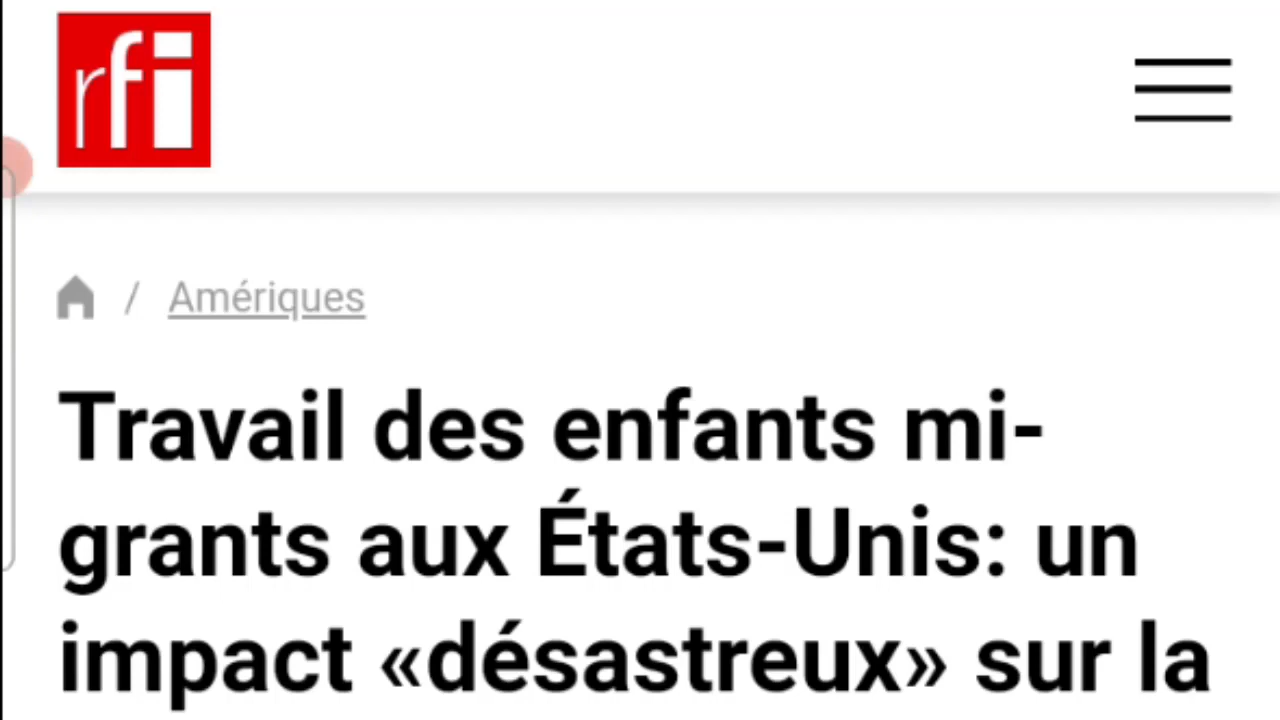 rfi
/ Amériques
Travail des enfants mi-
grants aux États-Unis: un
impact «désastreux» sur la